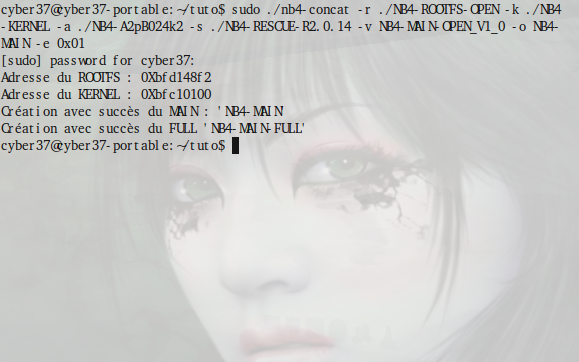 cyber37@cyber37-portable:~/tuto$ sudo ./nb4-concat -r ./NB4-ROOTFS-OPEN -k ./NB4
-KERNEL -a ./NB4-A2pB024k2 -s ./NB4-RESCUE-R2.0.14 -v NB4-MAIN-OPEN_V1_0 -o NB4-
MAIN -e 0x01
[sudo] password for cyber37:
Adresse du ROOTFS : 0Xbfd148f2
Adresse du KERNEL : 0Xbfc10100
Création avec succès du MAIN : 'NB4-MAIN'
Création avec succès du FULL 'NB4-MAIN-FULL'
cyber37@cyber37-portable:~/tuto$